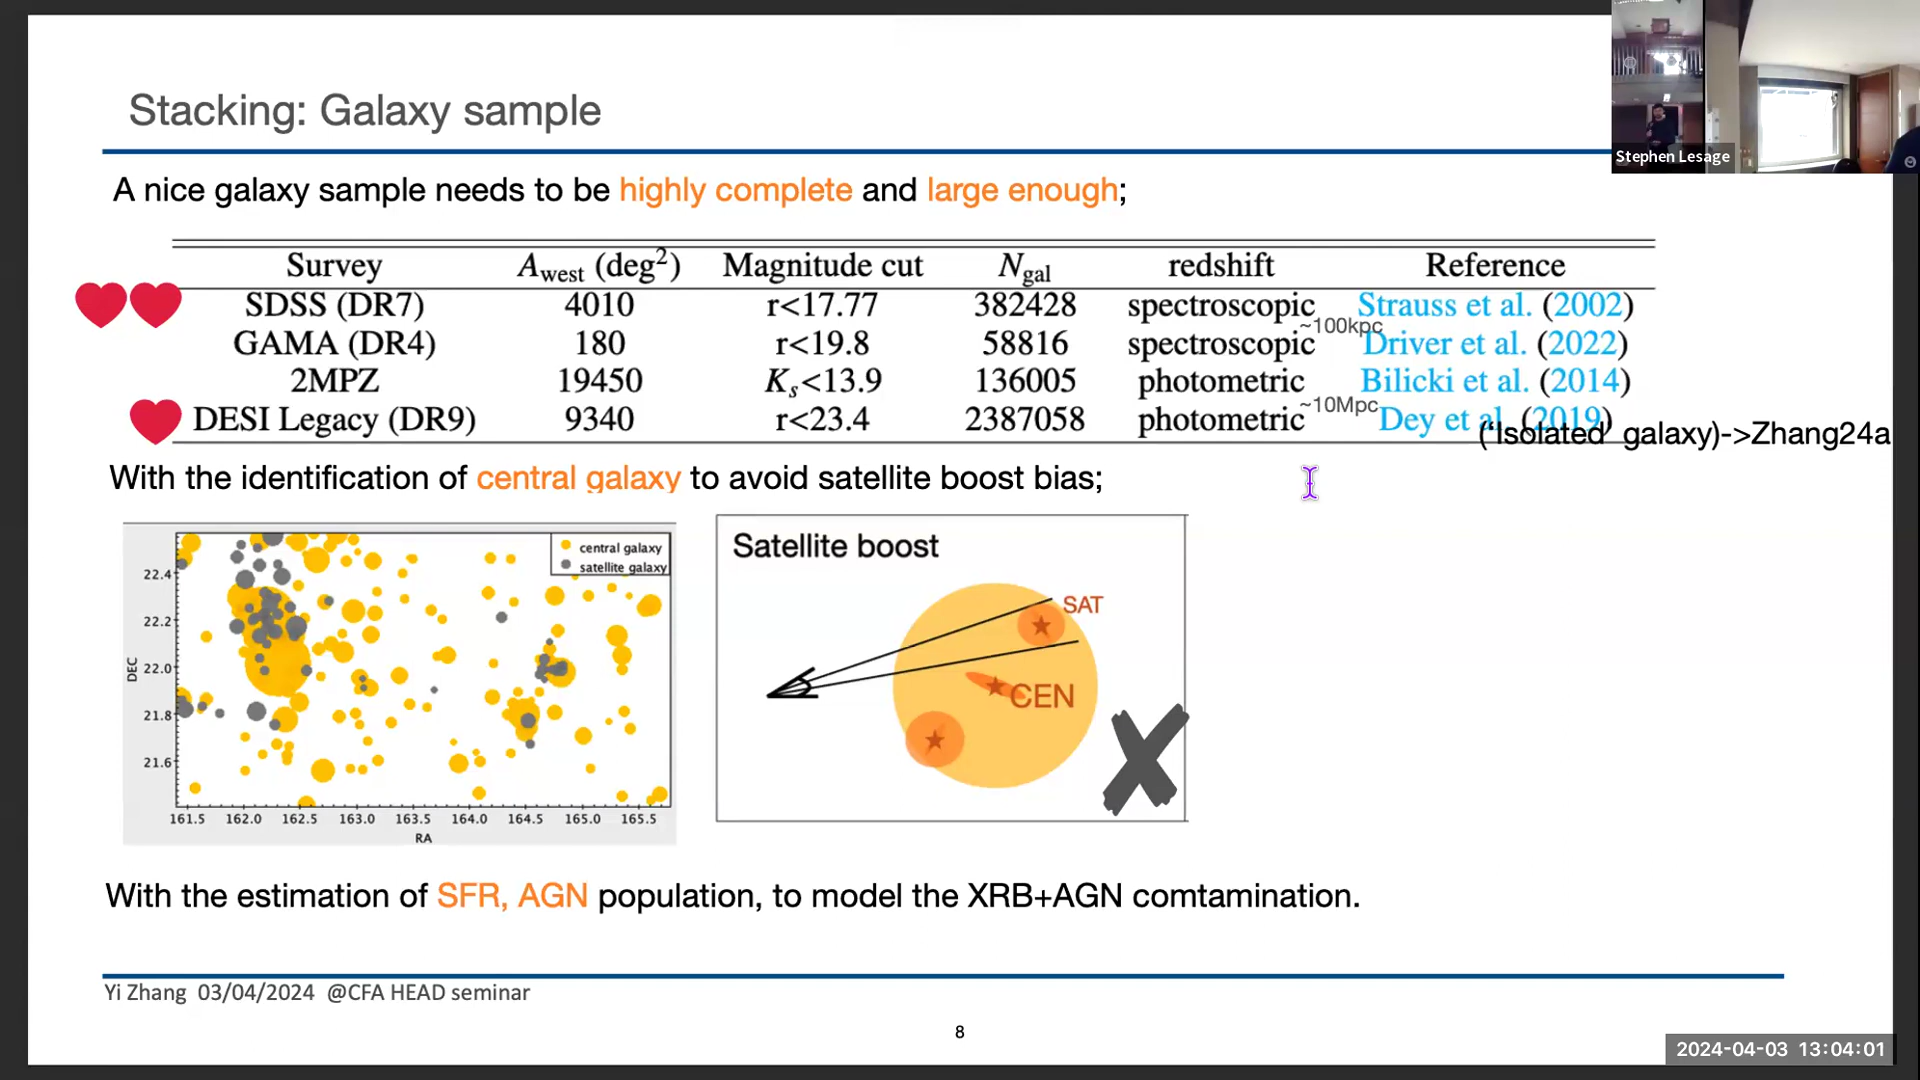 Stacking: Galaxy sample
Stephen Lesage
A nice galaxy sample needs to be highly complete and large enough;
Survey A_west (deg²) Magnitude cut N_gal redshift Reference
SDSS (DR7) 4010 r<17.77 382428 spectroscopic Strauss et al. (2002)
~100kpc
GAMA (DR4) 180 r<19.8 58816 spectroscopic Driver et al. (2022)
2MPZ 19450 K_s<13.9 136005 photometric Bilicki et al. (2014)
DESI Legacy (DR9) 9340 r<23.4 2387058 photometric ~10Mpc Dey et al. (2019)
('Isolated' galaxy)->Zhang24a
With the identification of central galaxy to avoid satellite boost bias;
central galaxy
satellite galaxy
22.4
22.2
22.0
21.8
21.6
DEC
161.5 162.0 162.5 163.0 163.5 164.0 164.5 165.0 165.5
RA
Satellite boost
SAT
CEN
With the estimation of SFR, AGN population, to model the XRB+AGN comtamination.
Yi Zhang 03/04/2024 @CFA HEAD seminar
8
2024-04-03 13:04:01